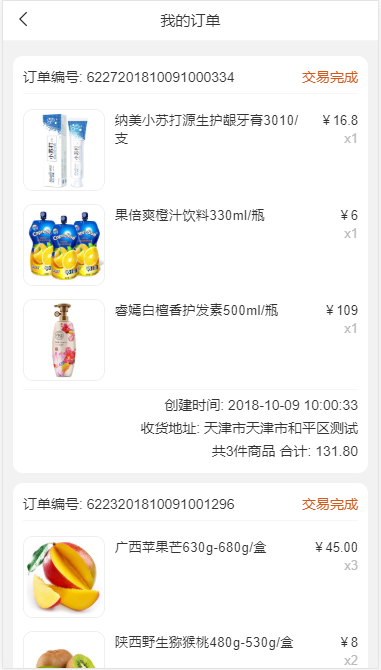 我的订单
订单编号: 6227201810091000334 交易完成
纳美小苏打源生护龈牙膏3010/ ￥16.8
支 x1
果倍爽橙汁饮料330ml/瓶 ￥6
x1
睿嫣白檀香护发素500ml/瓶 ￥109
x1
创建时间: 2018-10-09 10:00:33
收货地址: 天津市天津市和平区测试
共3件商品 合计: 131.80
订单编号: 6223201810091001296 交易完成
广西苹果芒630g-680g/盒 ￥45.00
x3
陕西野生猕猴桃480g-530g/盒 ￥8
x2